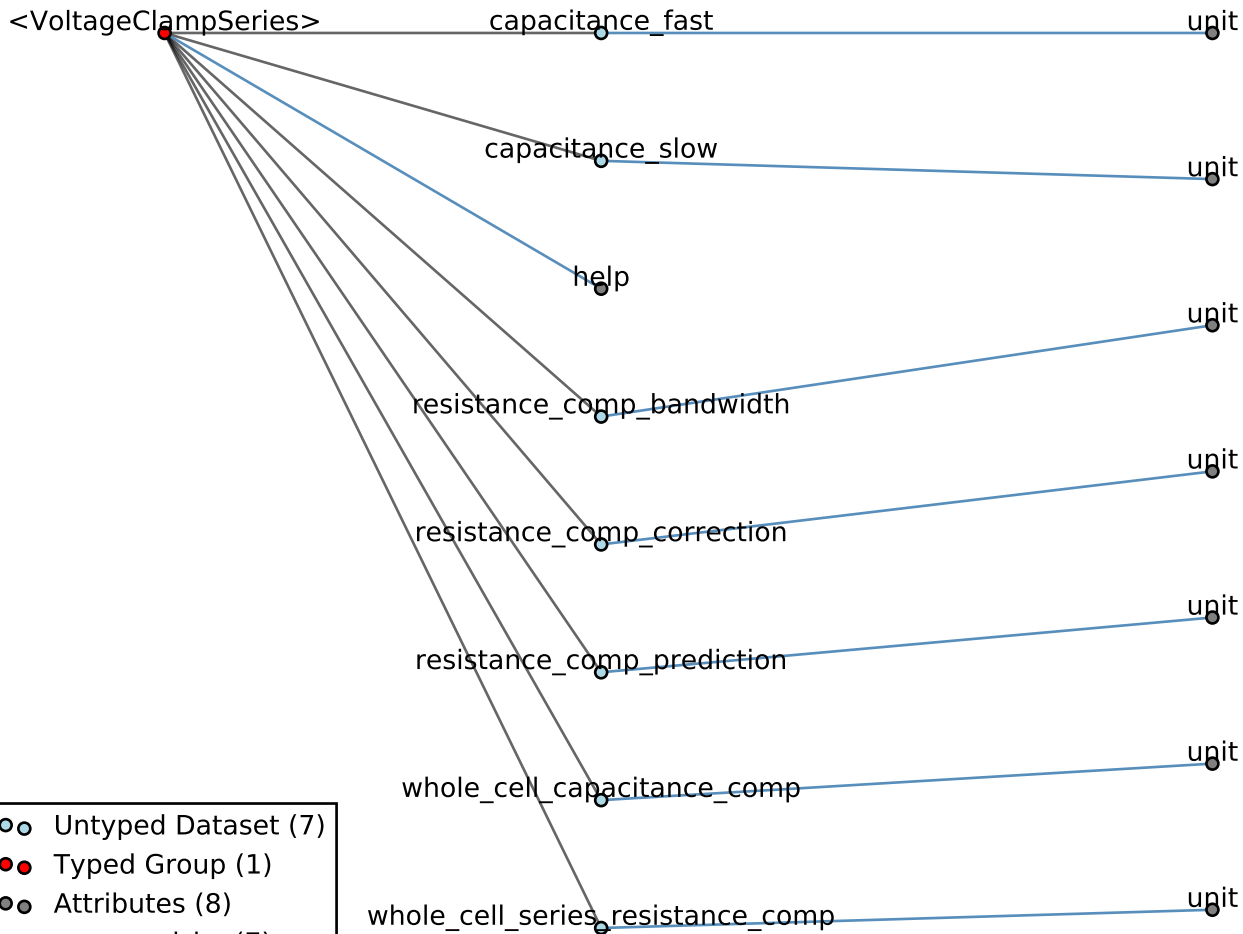 <VoltageClampSeries>
capacitance_fast
unit
capacitance_slow
unit
help
unit
resistance_comp_bandwidth
unit
resistance_comp_correction
unit
resistance_comp_prediction
unit
whole_cell_capacitance_comp
Untyped Dataset (7)
Typed Group (1)
Attributes (8)
unit
whole_cell_series_resistance_comp